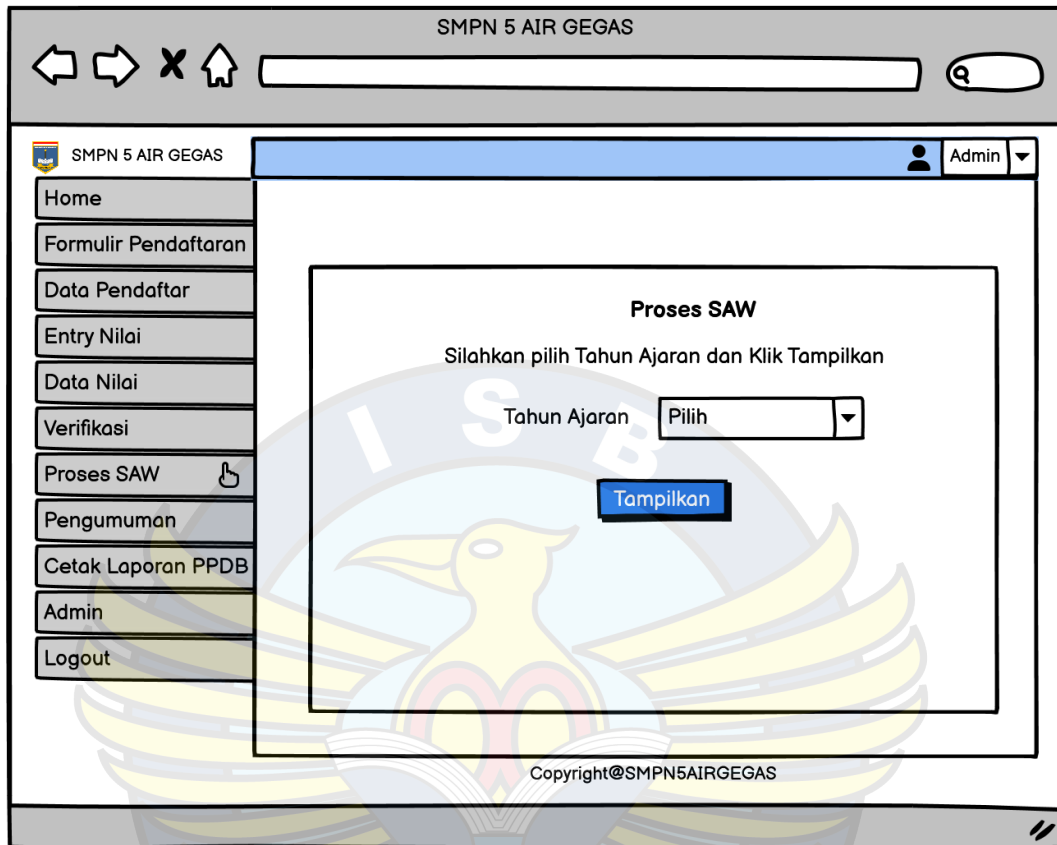 SMPN 5 AIR GEGAS
SMPN 5 AIR GEGAS
Admin
Home
Formulir Pendaftaran
Data Pendaftar
Entry Nilai
Data Nilai
Verifikasi
Proses SAW
Pengumuman
Cetak Laporan PPDB
Admin
Logout
Proses SAW
Silahkan pilih Tahun Ajaran dan Klik Tampilkan
Tahun Ajaran Pilih
Tampilkan
I S B
Copyright@SMPN5AIRGEGAS